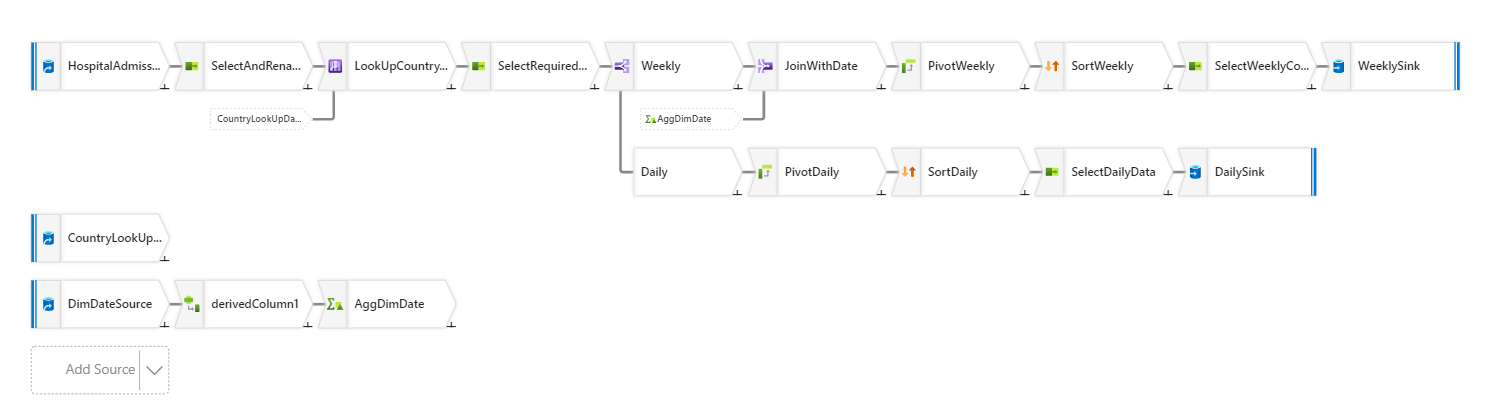 HospitalAdmiss...
SelectAndRena...
LookUpCountry...
SelectRequired...
Weekly
JoinWithDate
PivotWeekly
SortWeekly
SelectWeeklyCo...
WeeklySink
CountryLookUpDa...
AggDimDate
Daily
PivotDaily
SortDaily
SelectDailyData
DailySink
CountryLookUp...
DimDateSource
derivedColumn1
AggDimDate
Add Source